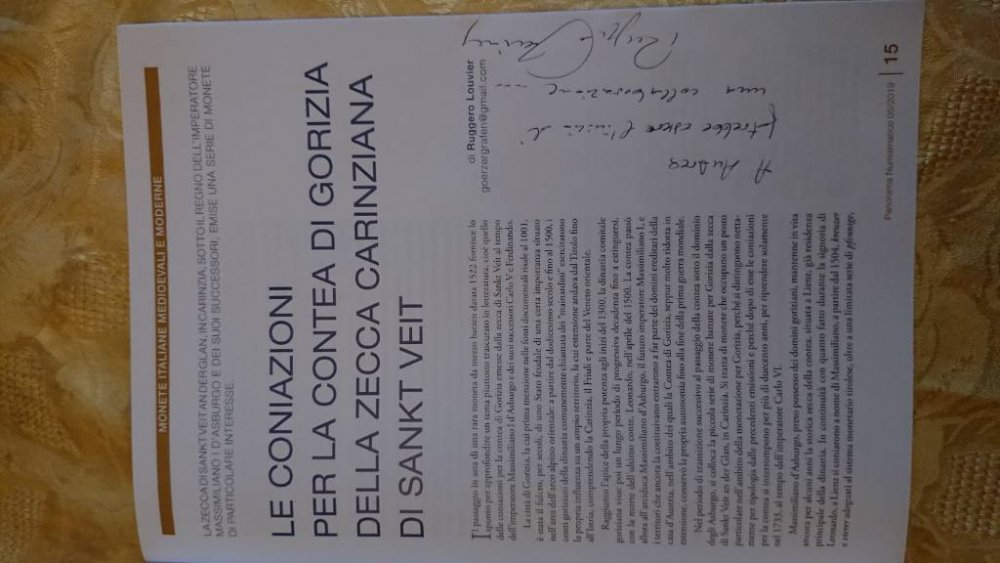 MONETE ITALIANE MEDIOEVALI E MODERNE
LA ZECCA DI SANKT VEIT AN DER GLAN, IN CARINZIA, SOTTO IL REGNO DELL'IMPERATORE
MASSIMILIANO I D'ASBURGO E DEI SUOI SUCCESSORI, EMISE UNA SERIE DI MONETE
DI PARTICOLARE INTERESSE.
LE CONIAZIONI
PER LA CONTEA DI GORIZIA
DELLA ZECCA CARINZIANA
DI SANKT VEIT
di Ruggero Louvier
goerzergrafen@gmail.com
Il passaggio in asta di una rara moneta da mezzo batzen datata 1522 fornisce lo
spunto per approfondire un tema piuttosto trascurato in letteratura, cioè quello
delle coniazioni per la contea di Gorizia emesse dalla zecca di Sankt Veit al tempo
dell'imperatore Massimiliano I d'Asburgo e dei suoi successori Carlo V e Ferdinando.
La città di Gorizia, la cui prima menzione nelle fonti documentali risale al 1001,
è stata il fulcro, per secoli, di uno Stato feudale di una certa importanza situato
nell'area dell'arco alpino orientale: a partire dal dodicesimo secolo e fino al 1500, i
conti goriziani della dinastia comunemente chiamata dei "mainardini" esercitarono
la propria influenza su un ampio territorio, la cui estensione andava dal Tirolo fino
all'Istria, comprendendo la Carinzia, il Friuli e parte del Veneto orientale.
Raggiunto l'apice della propria potenza agli inizi del 1300, la dinastia comitale
goriziana visse poi un lungo periodo di progressiva decadenza fino a estinguersi,
con la morte dell'ultimo conte, Leonardo, nell'aprile del 1500. La contea passò
allora all'arciduca Massimiliano d'Asburgo, il futuro imperatore Massimiliano I, e
i territori che ancora la costituivano entrarono a far parte dei domini ereditari della
casa d'Austria, nell'ambito dei quali la Contea di Gorizia, seppur molto ridotta in
estensione, conservò la propria autonomia fino alla fine della prima guerra mondiale.
Nel periodo di transizione successivo al passaggio della contea sotto il dominio
degli Asburgo, si colloca la piccola serie di monete battute per Gorizia dalla zecca
di Sankt Veit an der Glan, in Carinzia. Si tratta di monete che occupano un posto
particolare nell'ambito della monetazione per Gorizia, perché si distinguono netta-
mente per tipologia dalle precedenti emissioni e perché dopo di esse le coniazioni
per la contea si interrompono per più di duecento anni, per riprendere solamente
nel 1733, al tempo dell'imperatore Carlo VI.
Massimiliano d'Asburgo, preso possesso dei domini goriziani, mantenne in vita
ancora per alcuni anni la storica zecca della contea, situata a Lienz, già residenza
principale della dinastia. In continuità con quanto fatto durante la signoria di
Leonardo, a Lienz si coniarono a nome di Massimiliano, a partire dal 1504, kreuzer
e vierer adeguati al sistema monetario tirolese, oltre a una limitata serie di pfennige,
A Andrea
potrebbe essere l'inizio di
una collaborazione ...
Panorama Numismatico 05/2019 | 15